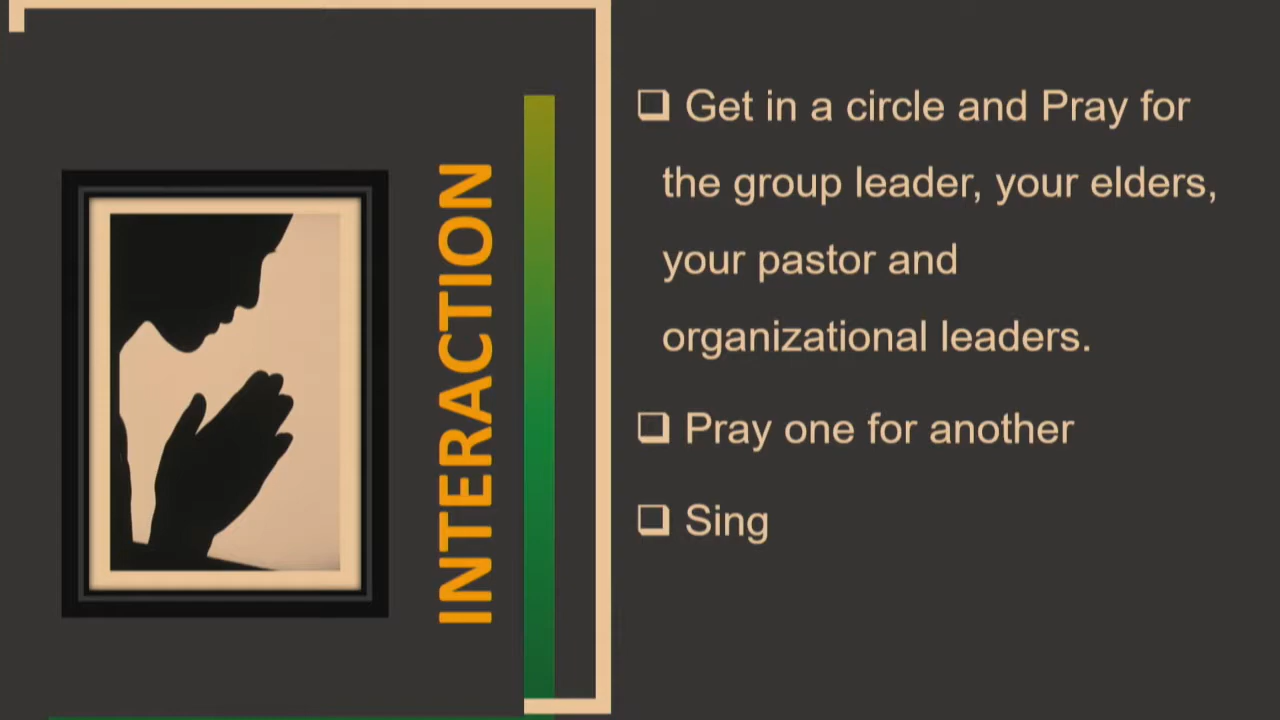 INTERACTION
❑ Get in a circle and Pray for
the group leader, your elders,
your pastor and
organizational leaders.
❑ Pray one for another
❑ Sing